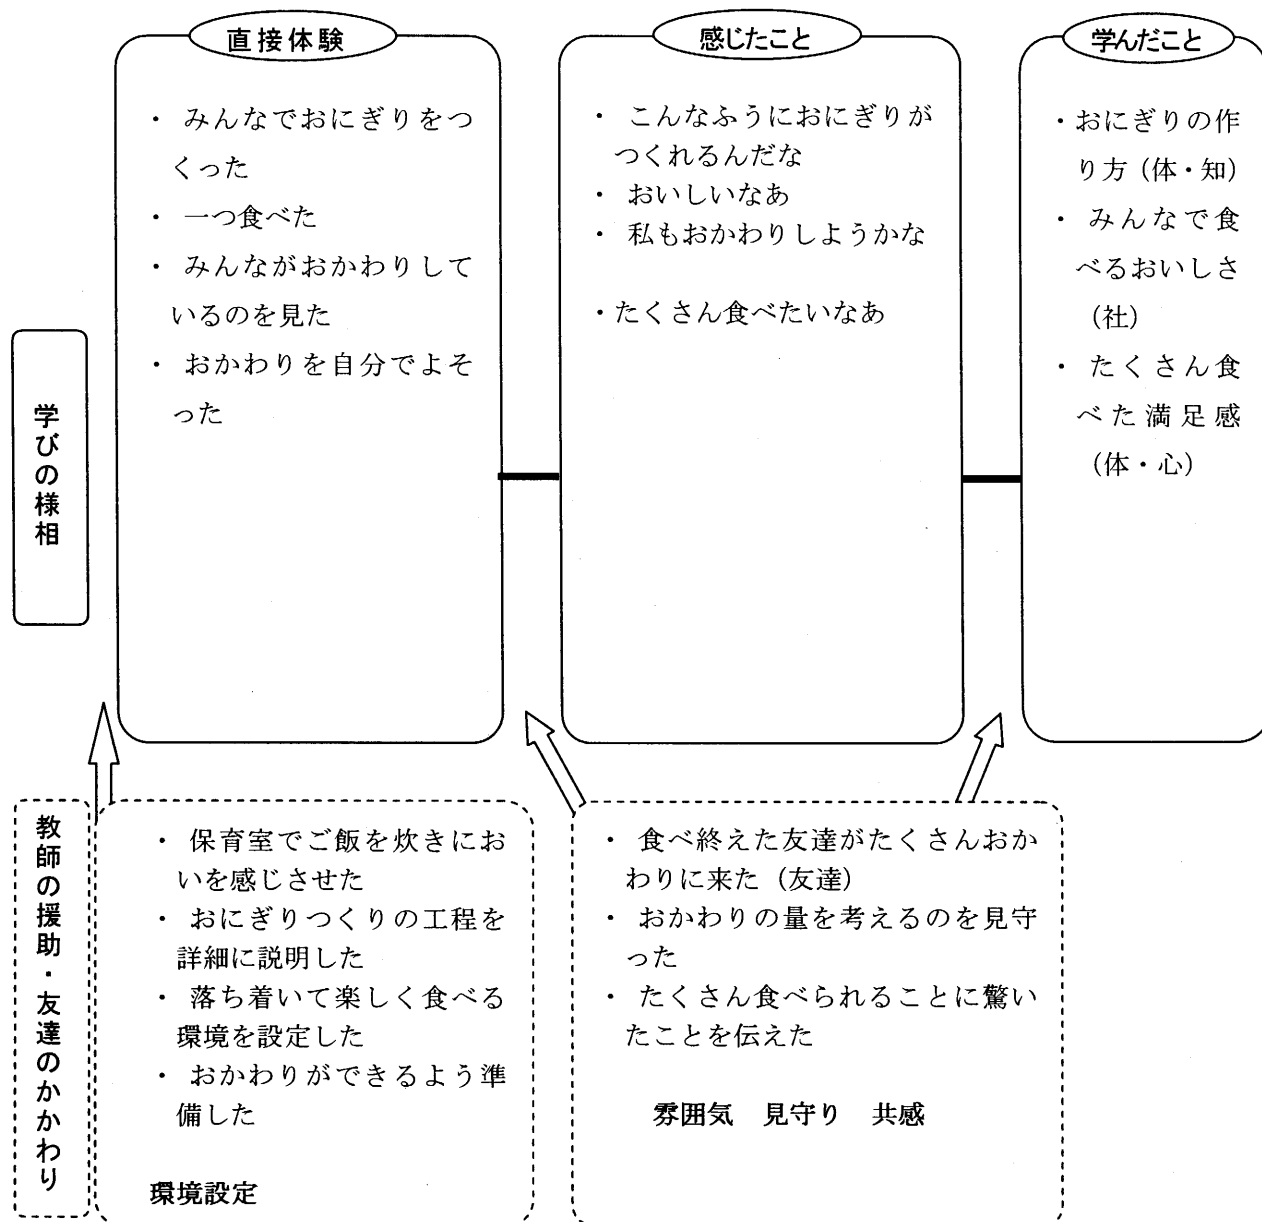 直接体験
・ みんなでおにぎりをつ
くった
・ 一つ食べた
・ みんながおかわりして
いるのを見た
・ おかわりを自分でよそ
った
感じたこと
・ こんなふうにおにぎりが
つくれるんだな
・ おいしいなあ
・ 私もおかわりしようかな
・たくさん食べたいなあ
学んだこと
・おにぎりの作
り方（体・知）
・ みんなで食
べるおいしさ
（社）
・ たくさん食
べた満足感
（体・心）
学びの様相
教師の援助・友達のかかわり
・ 保育室でご飯を炊きにお
いを感じさせた
・ おにぎりつくりの工程を
詳細に説明した
・ 落ち着いて楽しく食べる
環境を設定した
・ おかわりができるよう準
備した
環境設定
・ 食べ終えた友達がたくさんおか
わりに来た（友達）
・ おかわりの量を考えるのを見守
った
・ たくさん食べられることに驚い
たことを伝えた
雰囲気　見守り　共感